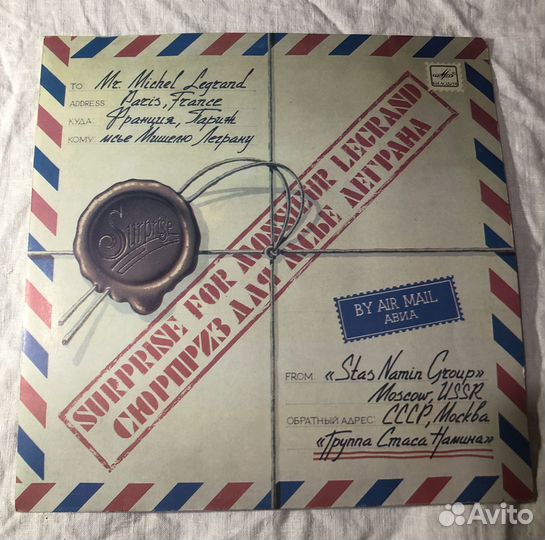 TO: Mr. Michel Legrand
ADDRESS: Paris, France
КУДА: Франция, Париж
КОМУ: мсье Мишелю Леграну
Surprise
SURPRISE FOR MONSIEUR LEGRAND
СЮРПРИЗ ДЛЯ МСЬЕ ЛЕГРАНА
BY AIR MAIL
АВИА
FROM: «Stas Namin Group»
Moscow, USSR
ОБРАТНЫЙ АДРЕС: СССР, Москва
«Группа Стаса Намина»
Avito